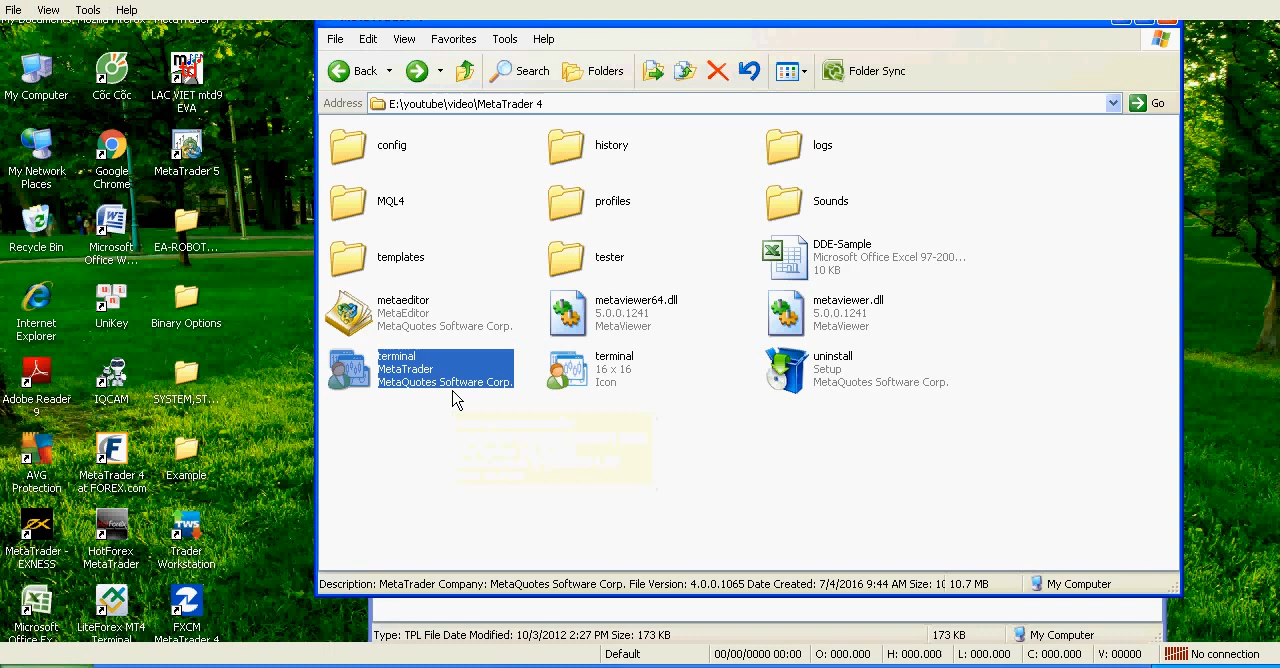 File View Tools Help
File Edit View Favorites Tools Help
Back Search Folders Folder Sync
Address E:\youtube\video\MetaTrader 4 Go
My Computer
Cốc Cốc
LAC VIET mtd9
EVA
My Network
Places
Google
Chrome
MetaTrader 5
Recycle Bin
Microsoft
Office W...
EA-ROBOT...
Internet
Explorer
UniKey
Binary Options
Adobe Reader
9
IQCAM
SYSTEM,ST...
AVG
Protection
MetaTrader 4
at FOREX.com
Example
MetaTrader -
EXNESS
HotForex
MetaTrader
Trader
Workstation
Microsoft
Office Ex...
LiteForex MT4
Terminal
FXCM
MetaTrader 4
config
history
logs
MQL4
profiles
Sounds
templates
tester
DDE-Sample
Microsoft Office Excel 97-200...
10 KB
metaeditor
MetaEditor
MetaQuotes Software Corp.
metaviewer64.dll
5.0.0.1241
MetaViewer
metaviewer.dll
5.0.0.1241
MetaViewer
terminal
MetaTrader
MetaQuotes Software Corp.
terminal
16 x 16
Icon
uninstall
Setup
MetaQuotes Software Corp.
Description: MetaTrader Company: MetaQuotes Software Corp. File Version: 4.0.0.1065 Date Created: 7/4/2016 9:44 AM Size: 10 10.7 MB My Computer
Type: TPL File Date Modified: 10/3/2012 2:27 PM Size: 173 KB 173 KB My Computer
Default 00/00/0000 00:00 O: 000.000 H: 000.000 L: 000.000 C: 000.000 V: 00000 No connection